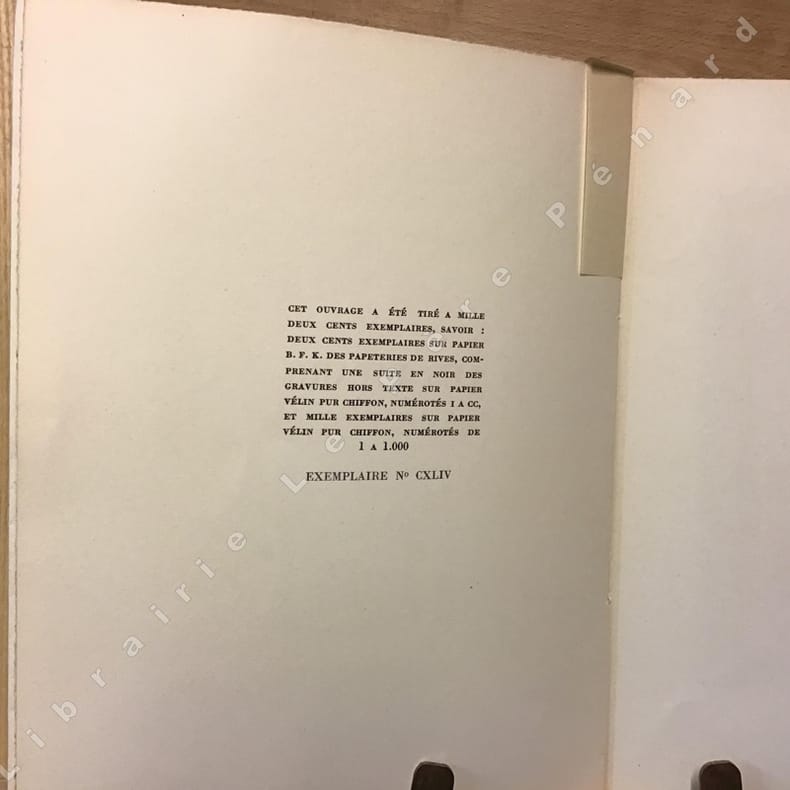 CET OUVRAGE A ÉTÉ TIRÉ A MILLE
DEUX CENTS EXEMPLAIRES, SAVOIR :
DEUX CENTS EXEMPLAIRES SUR PAPIER
B. F. K. DES PAPETERIES DE RIVES, COM-
PRENANT UNE SUITE EN NOIR DES
GRAVURES HORS TEXTE SUR PAPIER
VÉLIN PUR CHIFFON, NUMÉROTÉS I A CC,
ET MILLE EXEMPLAIRES SUR PAPIER
VÉLIN PUR CHIFFON, NUMÉROTÉS DE
1 A 1.000
EXEMPLAIRE Nº CXLIV
Librairie Le Père Pénard